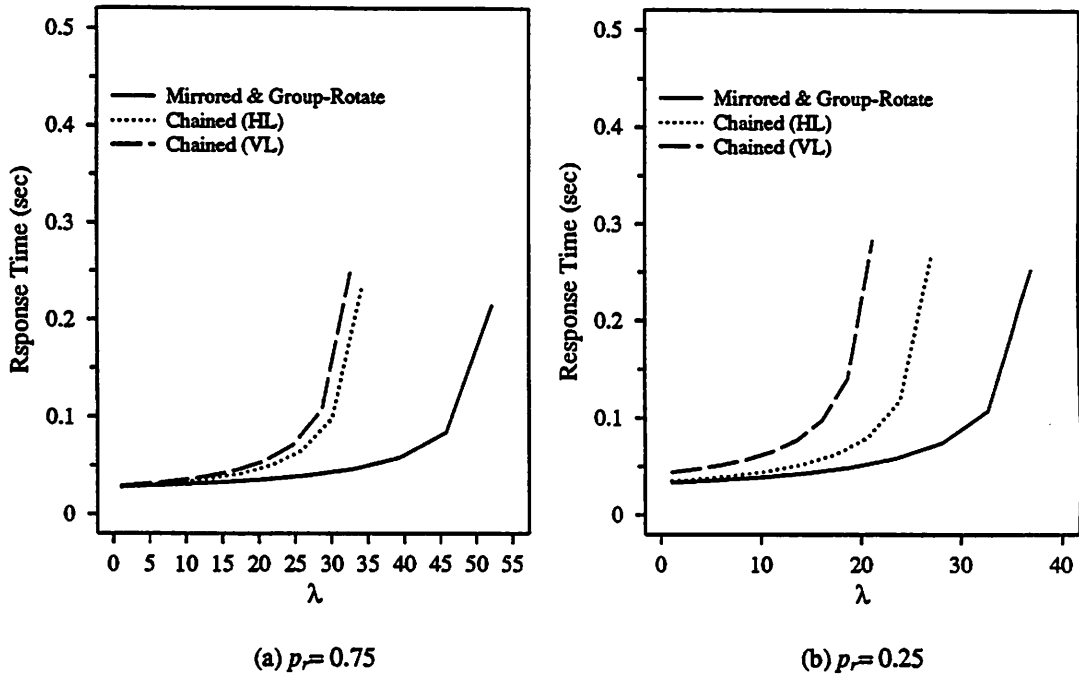 0.5
0.4
0.3
0.2
0.1
0
Rsponse Time (sec)
Mirrored & Group-Rotate
Chained (HL)
Chained (VL)
0 5 10 15 20 25 30 35 40 45 50 55
λ
(a) pr= 0.75
0.5
0.4
0.3
0.2
0.1
0
Response Time (sec)
Mirrored & Group-Rotate
Chained (HL)
Chained (VL)
0 10 20 30 40
λ
(b) pr= 0.25